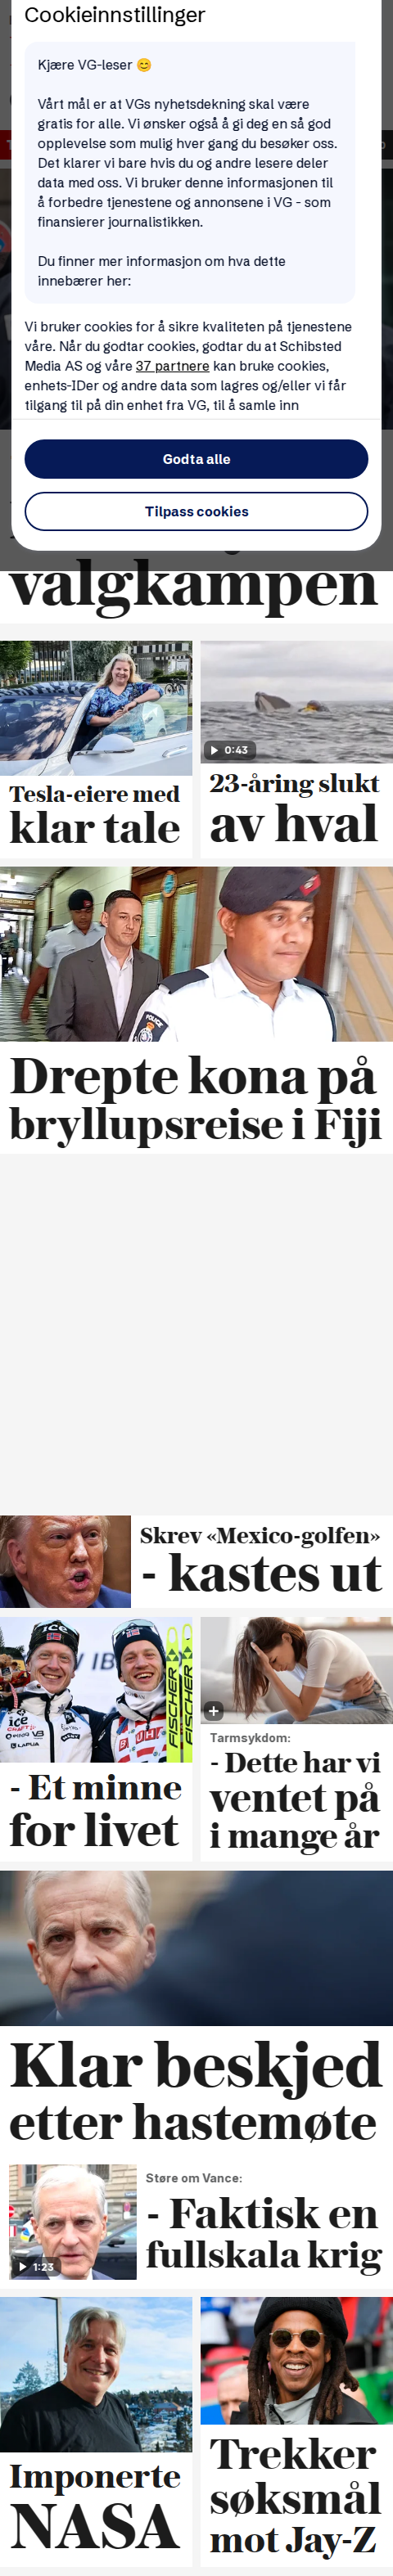 Cookieinnstillinger
Kjære VG-leser 😊
Vårt mål er at VGs nyhetsdekning skal være
gratis for alle. Vi ønsker også å gi deg en så god
opplevelse som mulig hver gang du besøker oss.
Det klarer vi bare hvis du og andre lesere deler
data med oss. Vi bruker denne informasjonen til
å forbedre tjenestene og annonsene i VG - som
finansierer journalistikken.
Du finner mer informasjon om hva dette
innebærer her:
Vi bruker cookies for å sikre kvaliteten på tjenestene
våre. Når du godtar cookies, godtar du at Schibsted
Media AS og våre 37 partnere kan bruke cookies,
enhets-IDer og andre data som lagres og/eller vi får
tilgang til på din enhet fra VG, til å samle inn
Godta alle
Tilpass cookies
valgkampen
0:43
Tesla-eiere med
klar tale
23-åring slukt
av hval
POLICE
Drepte kona på
bryllupsreise i Fiji
Skrev «Mexico-golfen»
- kastes ut
ice
ice
FISCHER
FISCHER
LAPUA
- Et minne
for livet
Tarmsykdom:
- Dette har vi
ventet på
i mange år
Klar beskjed
etter hastemøte
1:23
Støre om Vance:
- Faktisk en
fullskala krig
Imponerte
NASA
Trekker
søksmål
mot Jay-Z